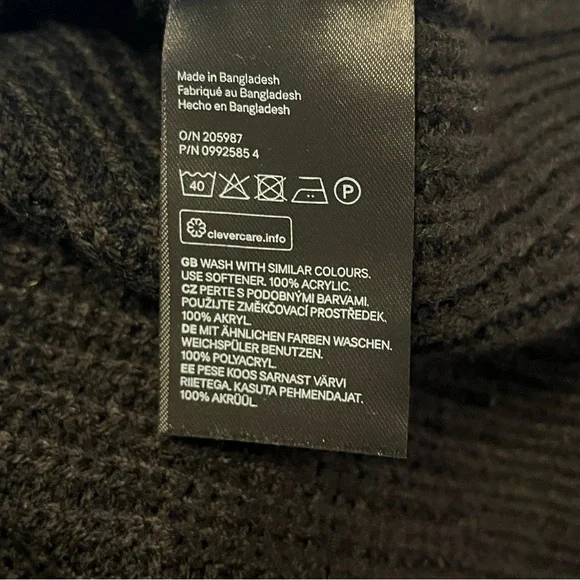 Made in Bangladesh
Fabriqué au Bangladesh
Hecho en Bangladesh
O/N 205987
P/N 0992585 4
40 P
clevercare.info
GB WASH WITH SIMILAR COLOURS.
USE SOFTENER. 100% ACRYLIC.
CZ PERTE S PODOBNÝMI BARVAMI.
POUŽIJTE ZMĚKČOVACÍ PROSTŘEDEK.
100% AKRYL.
DE MIT ÄHNLICHEN FARBEN WASCHEN.
WEICHSPÜLER BENUTZEN.
100% POLYACRYL.
EE PESE KOOS SARNAST VÄRVI
RIIETEGA. KASUTA PEHMENDAJAT.
100% AKRÜÜL.